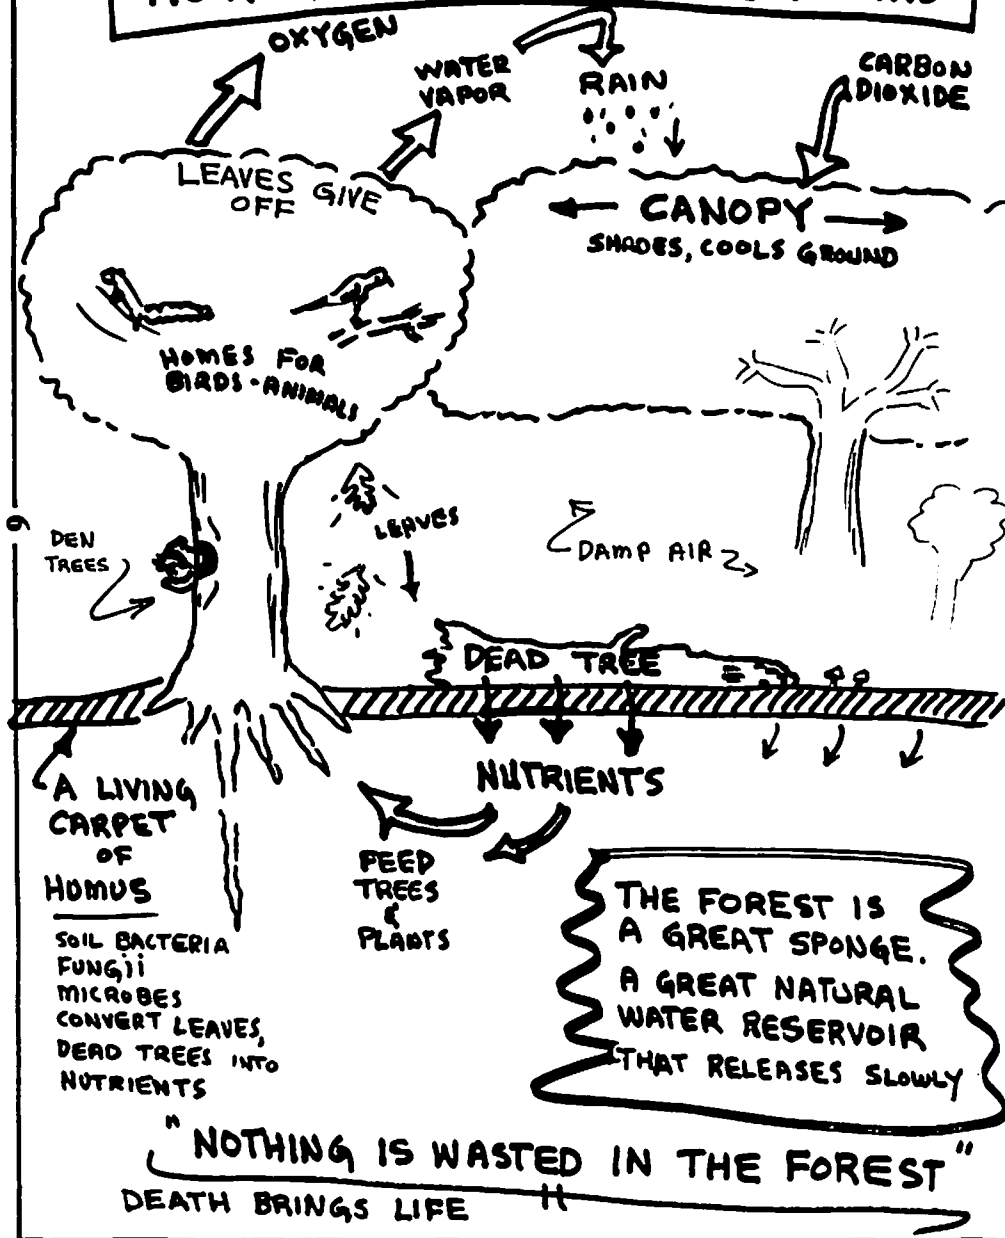 OXYGEN
WATER
VAPOR
RAIN
CARBON
DIOXIDE
LEAVES GIVE
OFF
← CANOPY →
SHADES, COOLS GROUND
HOMES FOR
BIRDS - ANIMALS
DEN
TREES
LEAVES
DAMP AIR
6
DEAD TREE
NUTRIENTS
A LIVING
CARPET
OF
HUMUS
SOIL BACTERIA
FUNGII
MICROBES
CONVERT LEAVES,
DEAD TREES INTO
NUTRIENTS
FEED
TREES
&
PLANTS
THE FOREST IS
A GREAT SPONGE.
A GREAT NATURAL
WATER RESERVOIR
THAT RELEASES SLOWLY
"NOTHING IS WASTED IN THE FOREST"
DEATH BRINGS LIFE